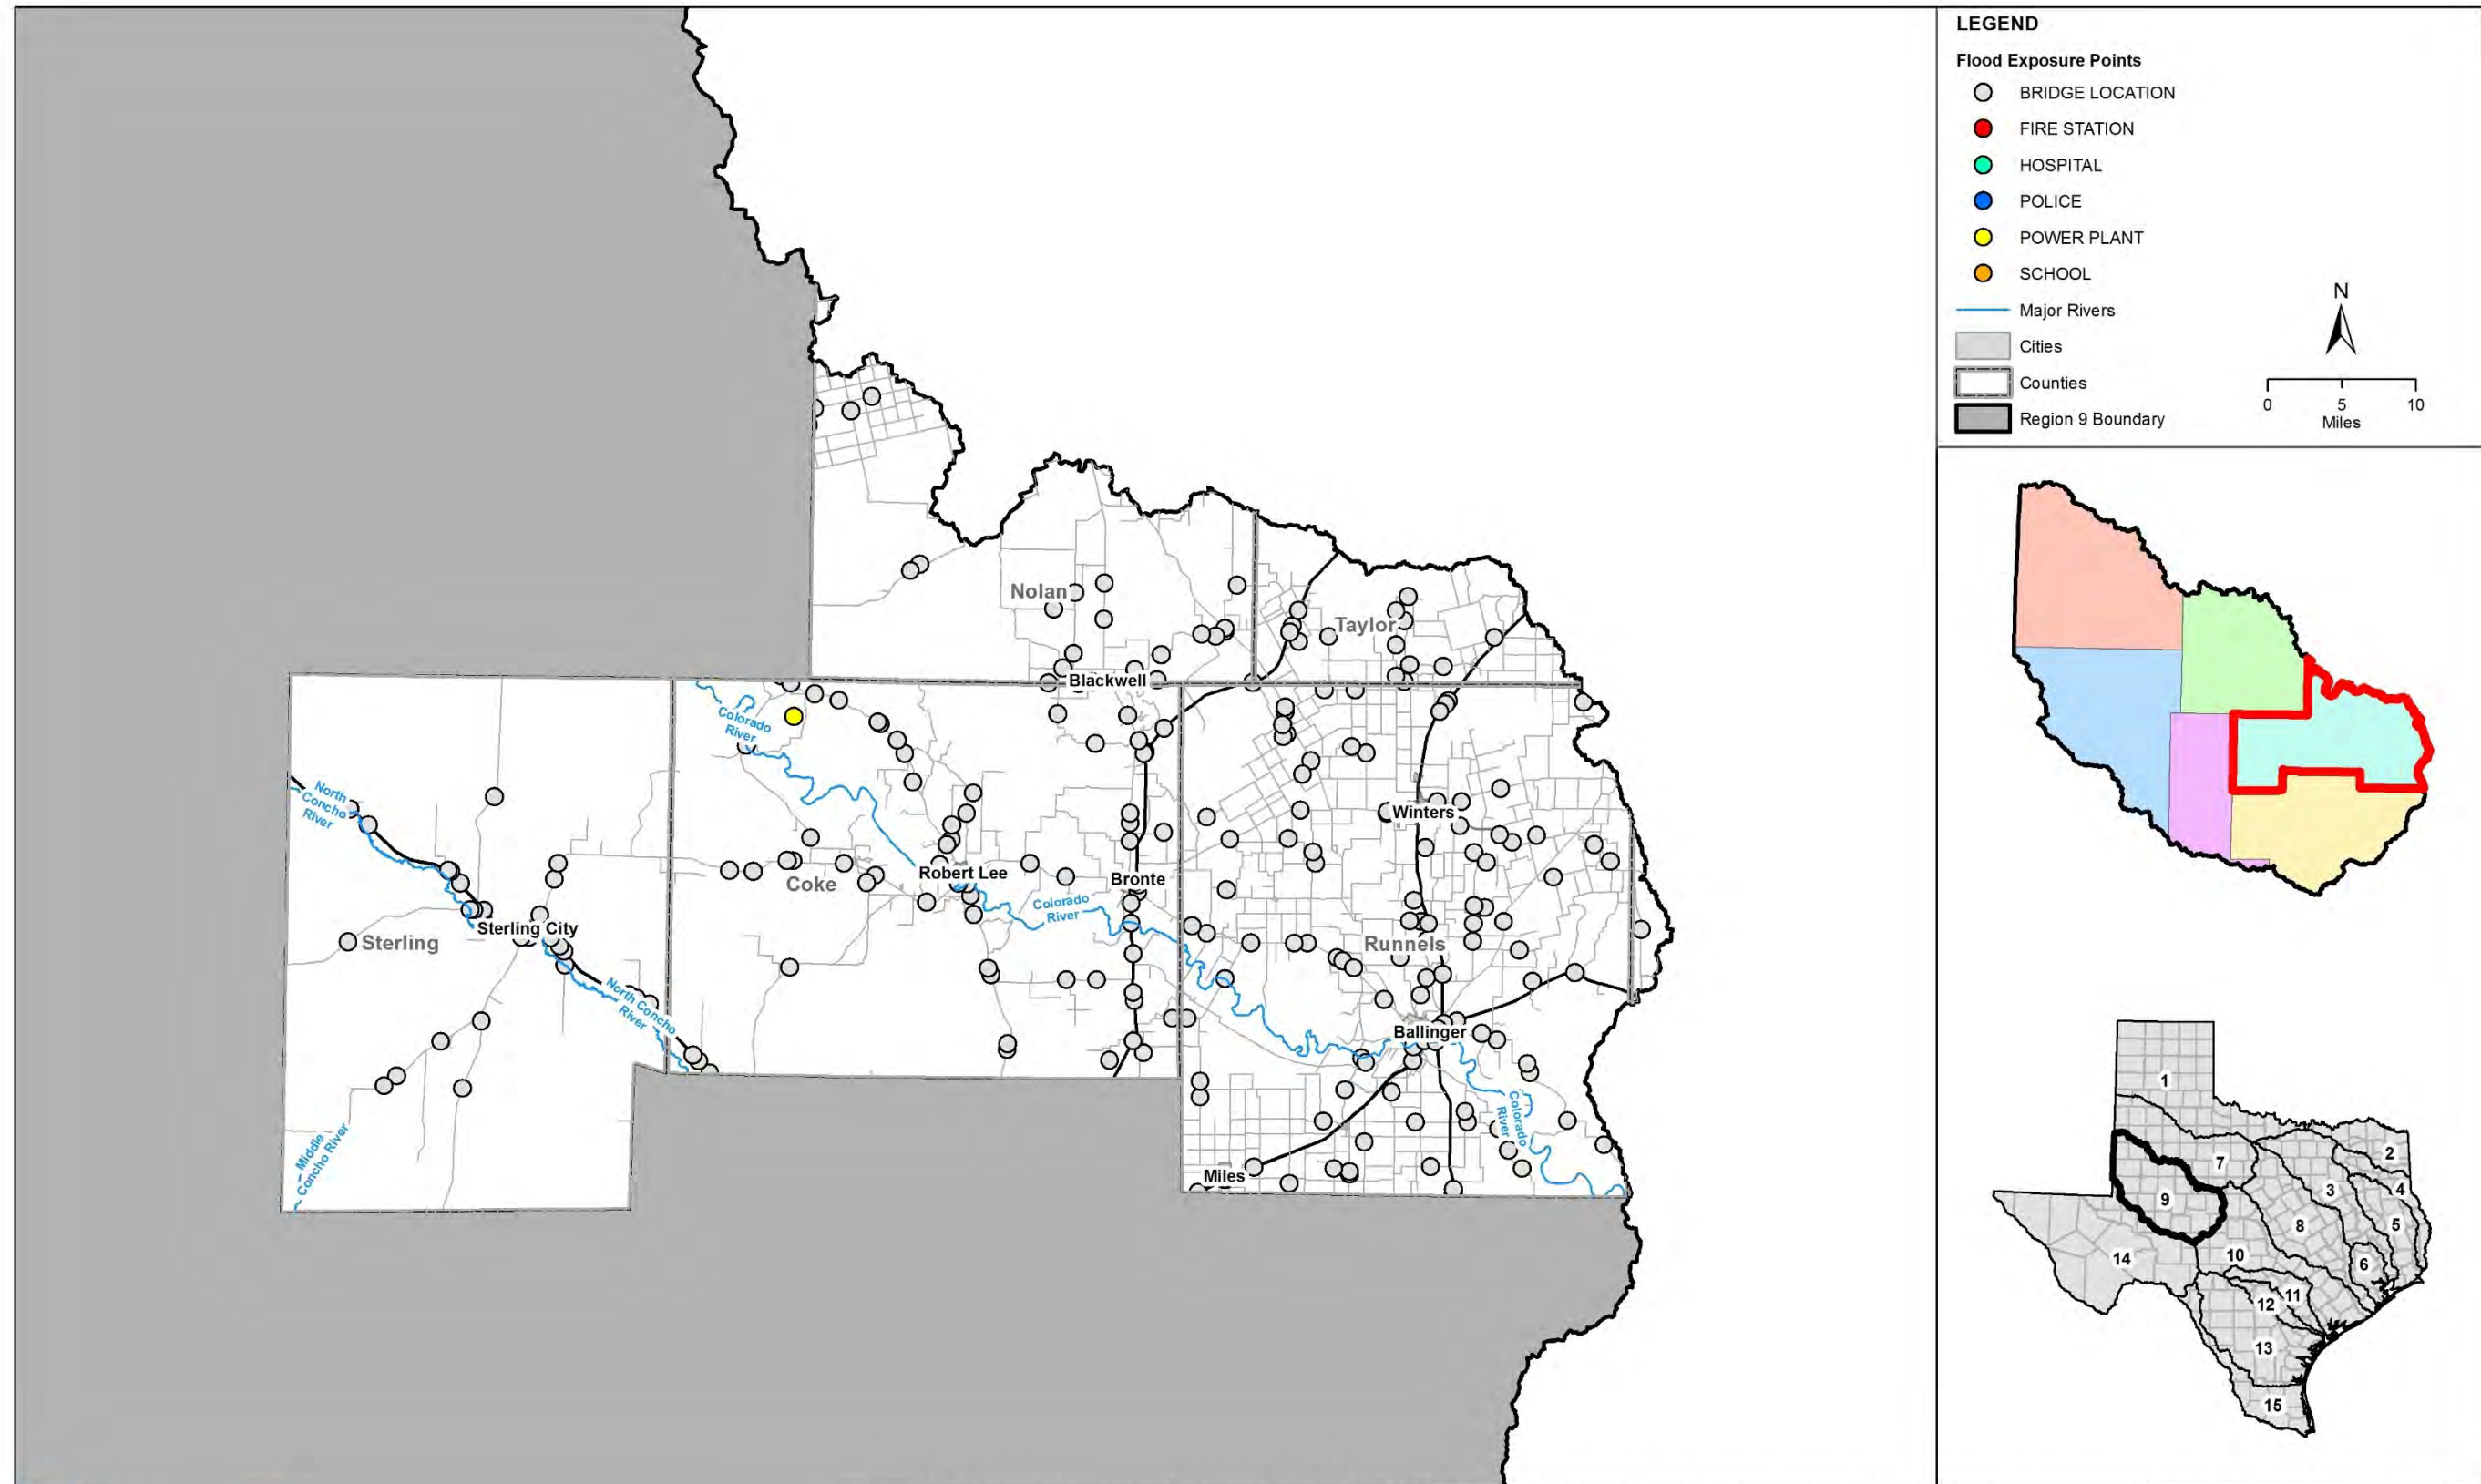 LEGEND
Flood Exposure Points
BRIDGE LOCATION
FIRE STATION
HOSPITAL
POLICE
POWER PLANT
SCHOOL
Major Rivers
Cities
Counties
Region 9 Boundary
N
0 5 10
Miles
Nolan
Taylor
Blackwell
Colorado
River
North
Concho
River
Winters
Coke
Robert Lee
Bronte
Colorado
River
Sterling City
Sterling
Runnels
North Concho
River
Ballinger
Colorado
River
Middle
Concho River
Miles
1
2
7
3
4
9
8
5
14
10
6
11
12
13
15